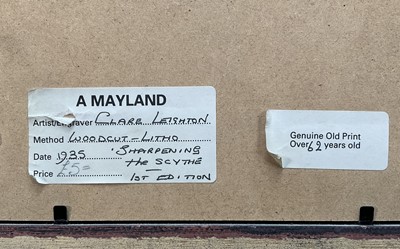 A MAYLAND
Artist/Engraver CLARE LEIGHTON
Method WOODCUT - LITHO
Date 1935 'SHARPENING
the SCYTHE'
Price £5= 1ST EDITION
Genuine Old Print
Over 62 years old